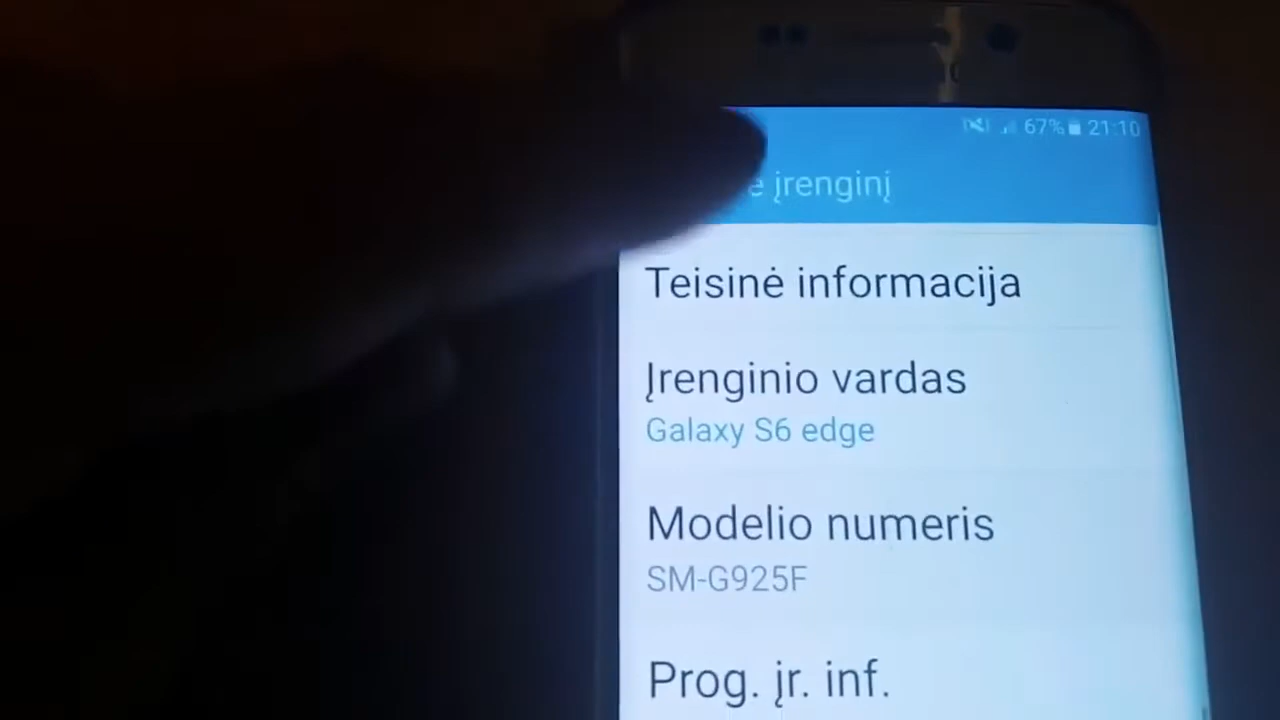 67% 21:10
įrenginį
Teisinė informacija
Įrenginio vardas
Galaxy S6 edge
Modelio numeris
SM-G925F
Prog. įr. inf.